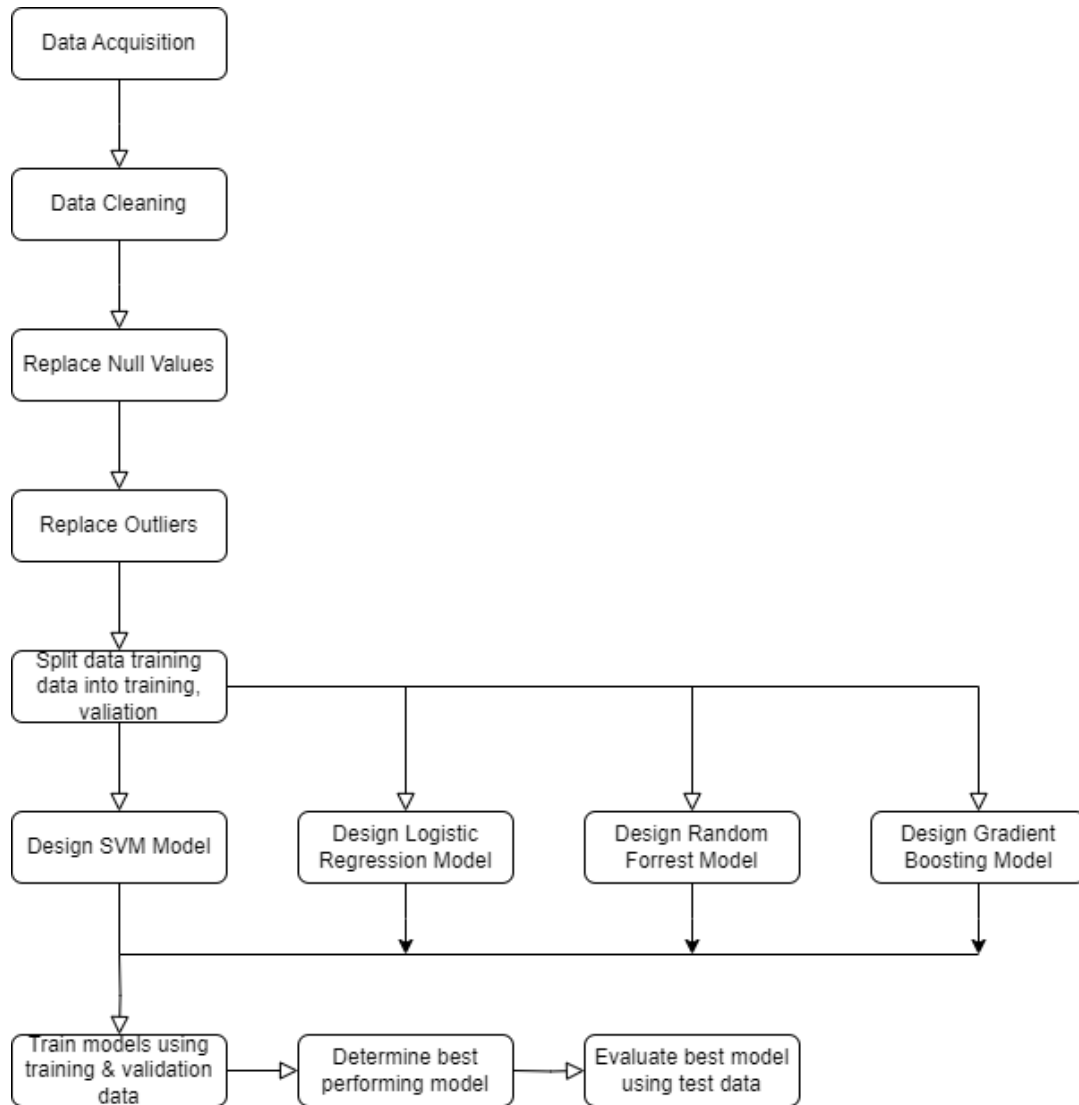 Data Acquisition
Data Cleaning
Replace Null Values
Replace Outliers
Split data training
data into training,
valiation
Design SVM Model
Design Logistic
Regression Model
Design Random
Forrest Model
Design Gradient
Boosting Model
Train models using
training & validation
data
Determine best
performing model
Evaluate best model
using test data